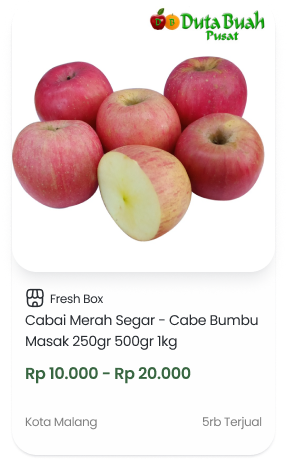 Duta Buah
Pusat
Fresh Box
Cabai Merah Segar - Cabe Bumbu
Masak 250gr 500gr 1kg
Rp 10.000 - Rp 20.000
Kota Malang
5rb Terjual